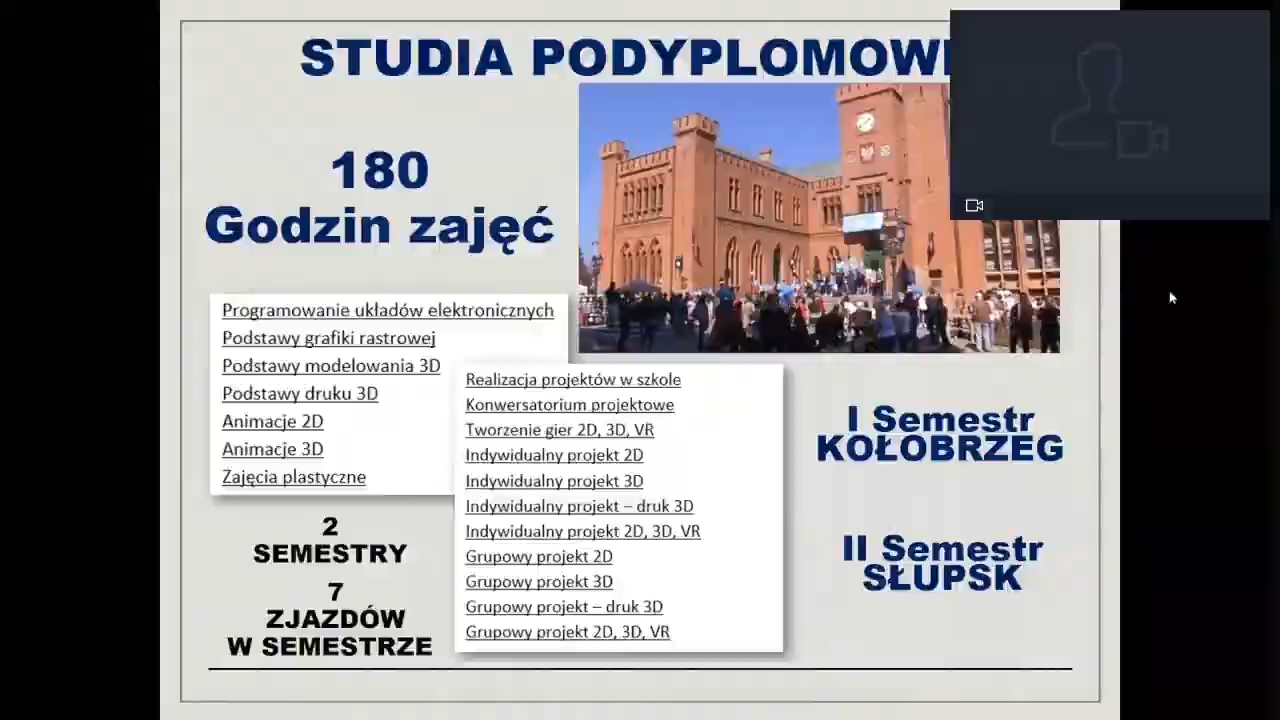 STUDIA PODYPLOMOW
180
Godzin zajęć
Programowanie układów elektronicznych
Podstawy grafiki rastrowej
Podstawy modelowania 3D
Podstawy druku 3D
Animacje 2D
Animacje 3D
Zajęcia plastyczne
Realizacja projektów w szkole
Konwersatorium projektowe
Tworzenie gier 2D, 3D, VR
Indywidualny projekt 2D
Indywidualny projekt 3D
Indywidualny projekt – druk 3D
Indywidualny projekt 2D, 3D, VR
Grupowy projekt 2D
Grupowy projekt 3D
Grupowy projekt – druk 3D
Grupowy projekt 2D, 3D, VR
2
SEMESTRY
7
ZJAZDÓW
W SEMESTRZE
I Semestr
KOŁOBRZEG
II Semestr
SŁUPSK